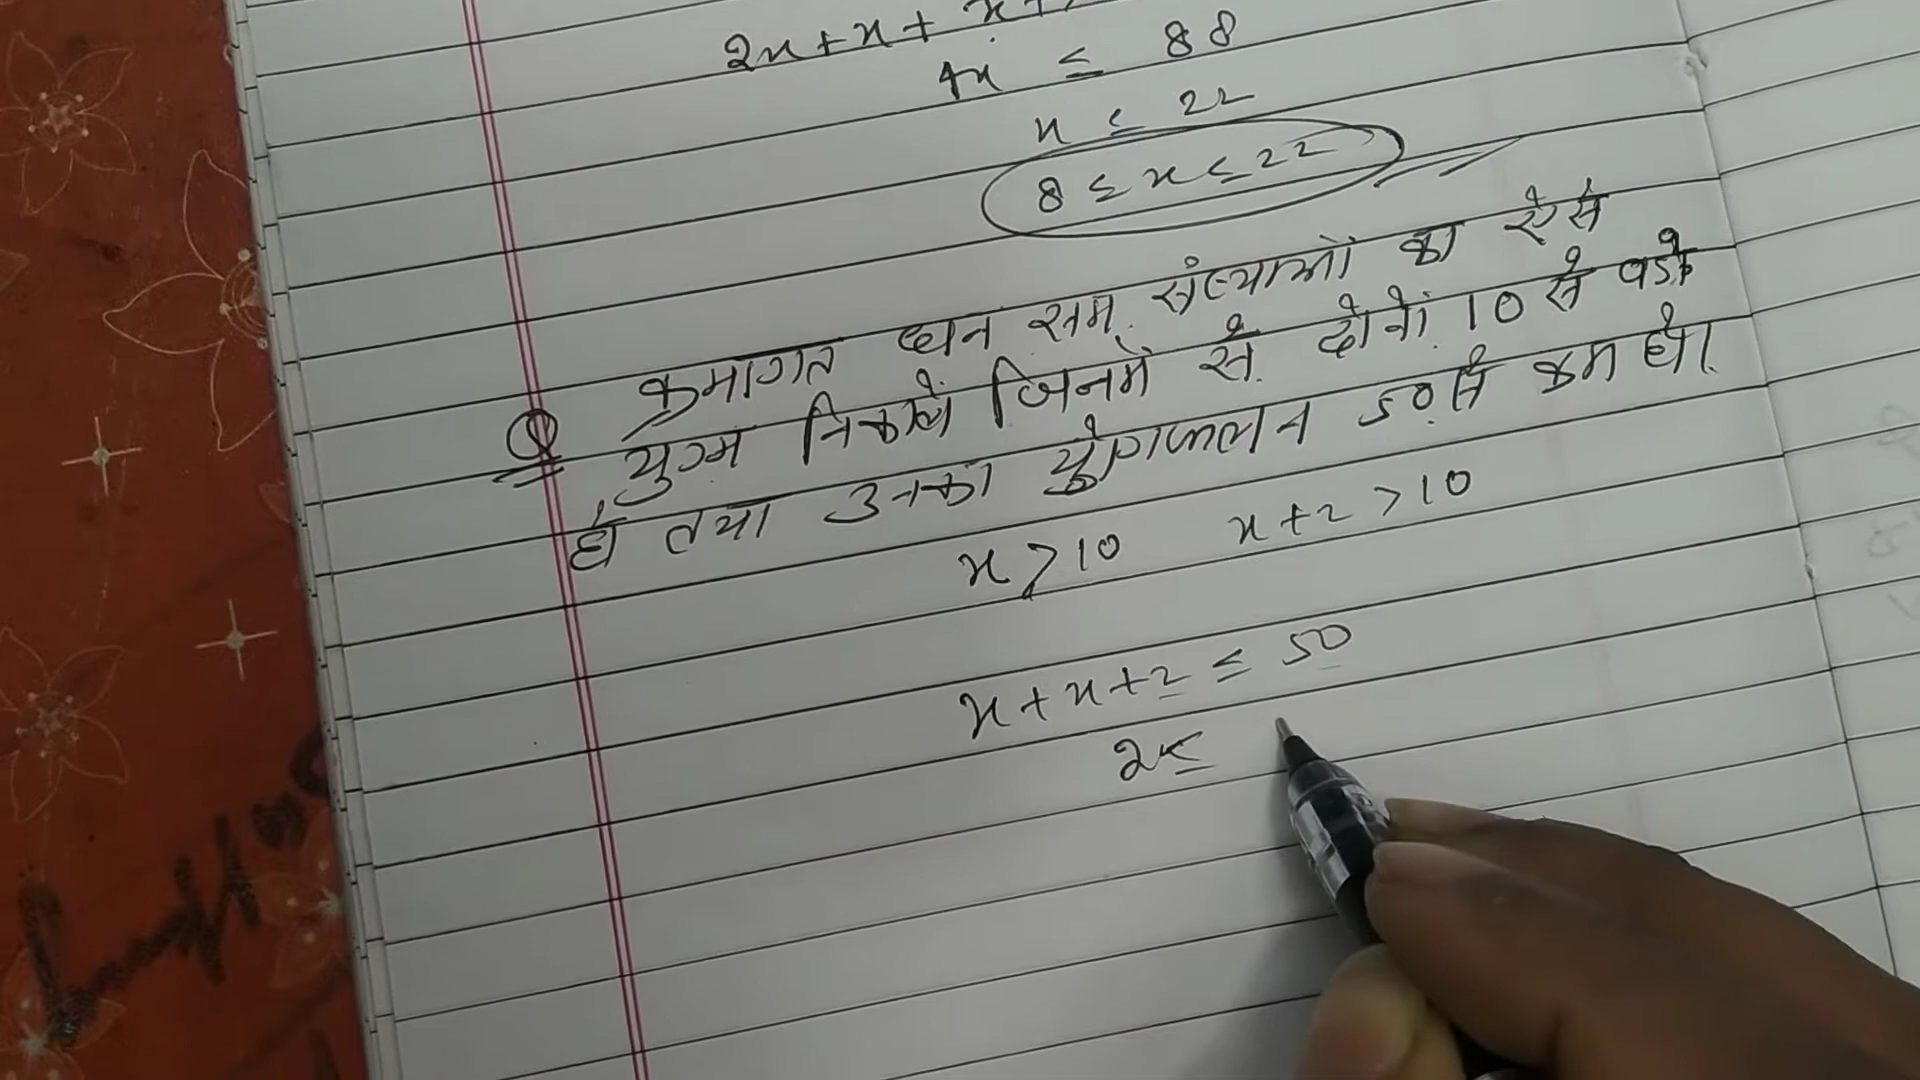 2x + x + x +
4x ≤ 88
x ≤ 22
8 ≤ x ≤ 22
Q क्रमागत धन सम संख्याओं का ऐसे
युग्म निकालें जिनमें से दोनों 10 से बड़े
हो तथा उनका योगफलन 50 से कम हो।
x > 10 x + 2 > 10
x + x + 2 ≤ 50
2x ≤